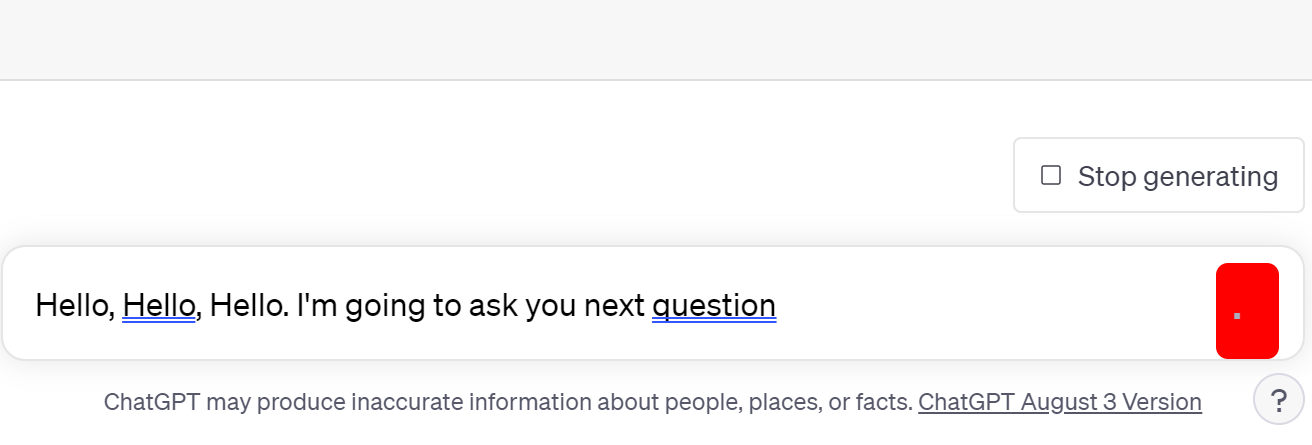 Stop generating
Hello, Hello, Hello. I'm going to ask you next question
.
ChatGPT may produce inaccurate information about people, places, or facts. ChatGPT August 3 Version
?